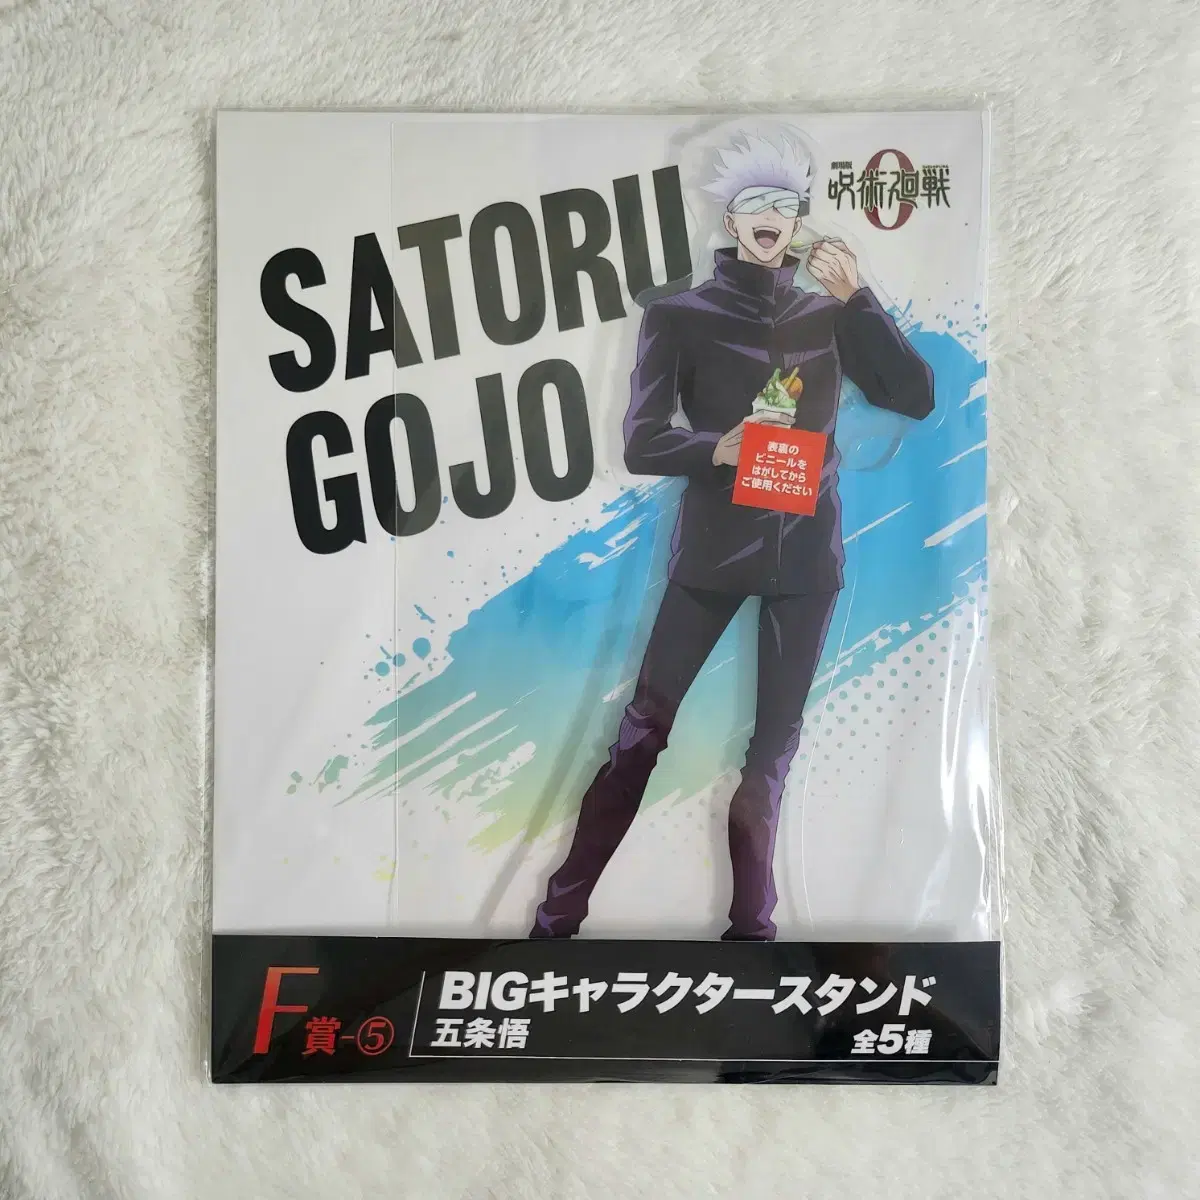 SATORU
GOJO
劇場版
呪術廻戦
0
表裏の
ビニールを
はがしてから
ご使用ください
F賞-⑤
BIGキャラクタースタンド
五条悟
全5種